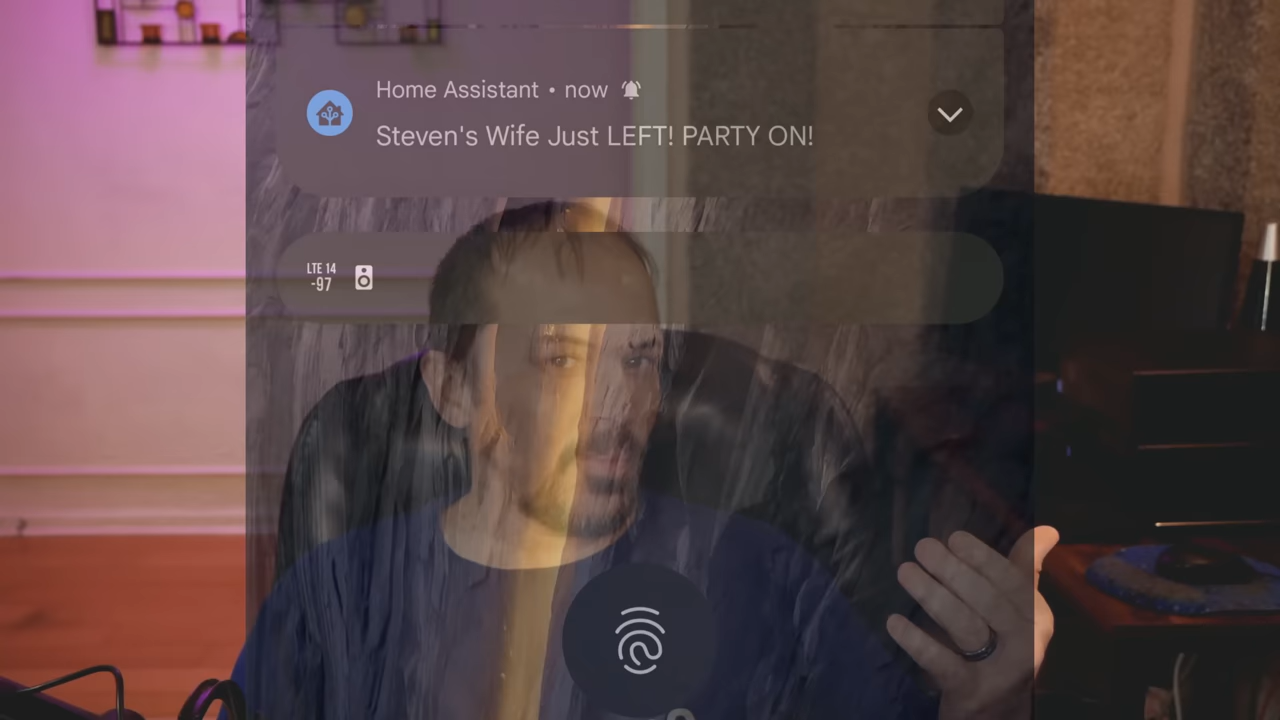 Home Assistant • now
Steven's Wife Just LEFT! PARTY ON!
LTE 14
-97